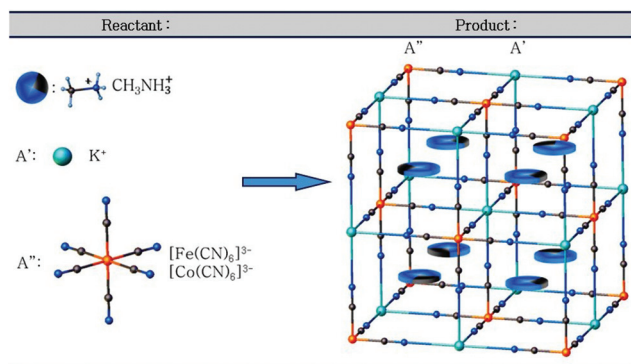 Reactant :
Product :
A" A'
: CH₃NH₃⁺
A': K⁺
A": [Fe(CN)₆]³⁻
[Co(CN)₆]³⁻
+